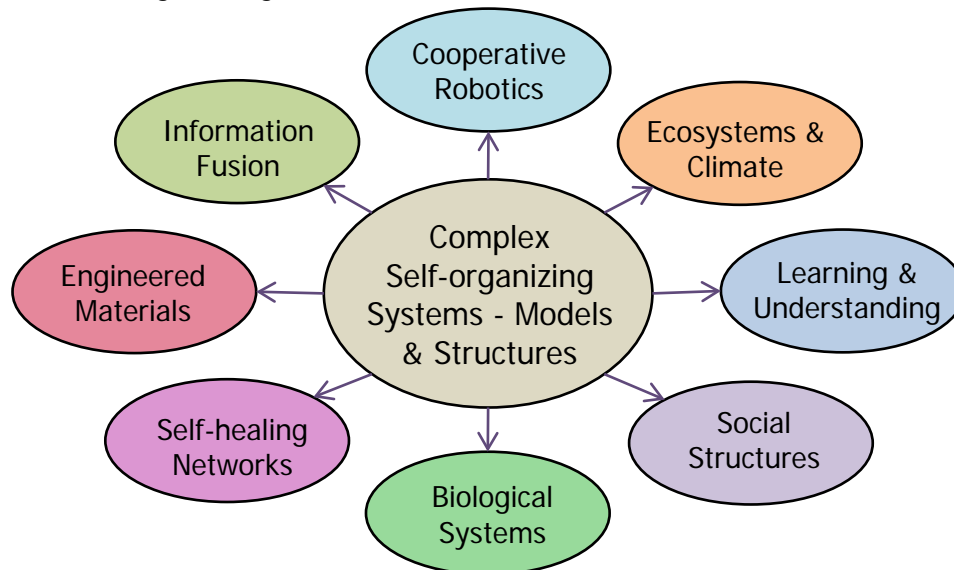 Cooperative
Robotics
Information
Fusion
Ecosystems &
Climate
Complex
Self-organizing
Systems - Models
& Structures
Engineered
Materials
Learning &
Understanding
Self-healing
Networks
Social
Structures
Biological
Systems